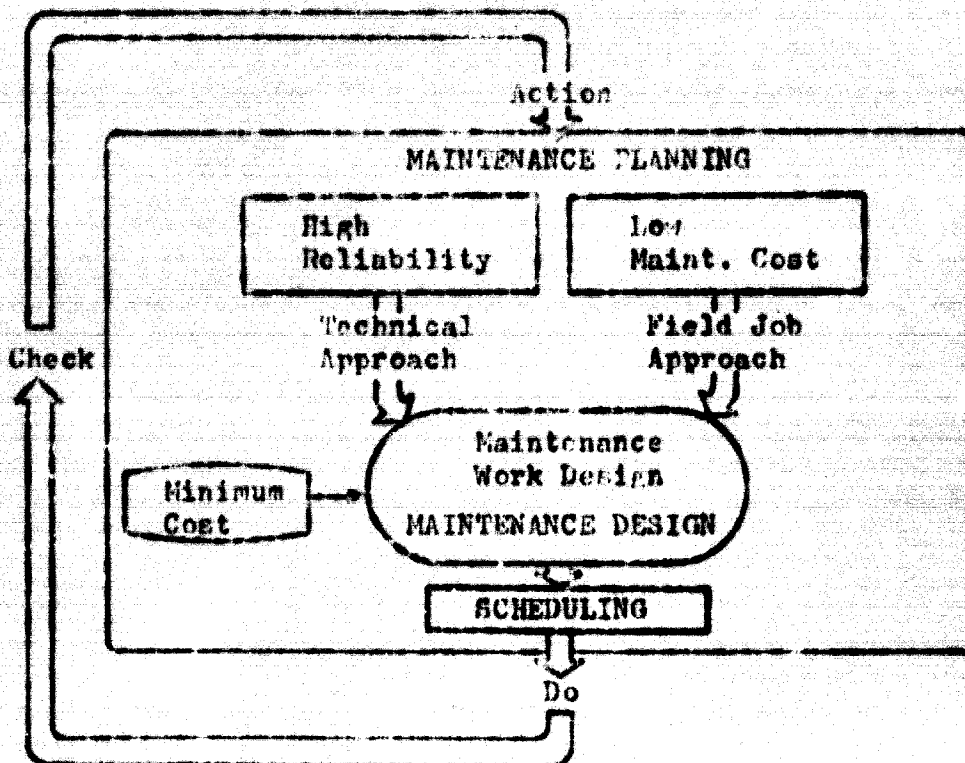 Action
MAINTENANCE PLANNING
High
Reliability
Low
Maint. Cost
Technical
Approach
Field Job
Approach
Check
Maintenance
Work Design
MAINTENANCE DESIGN
Minimum
Cost
SCHEDULING
Do